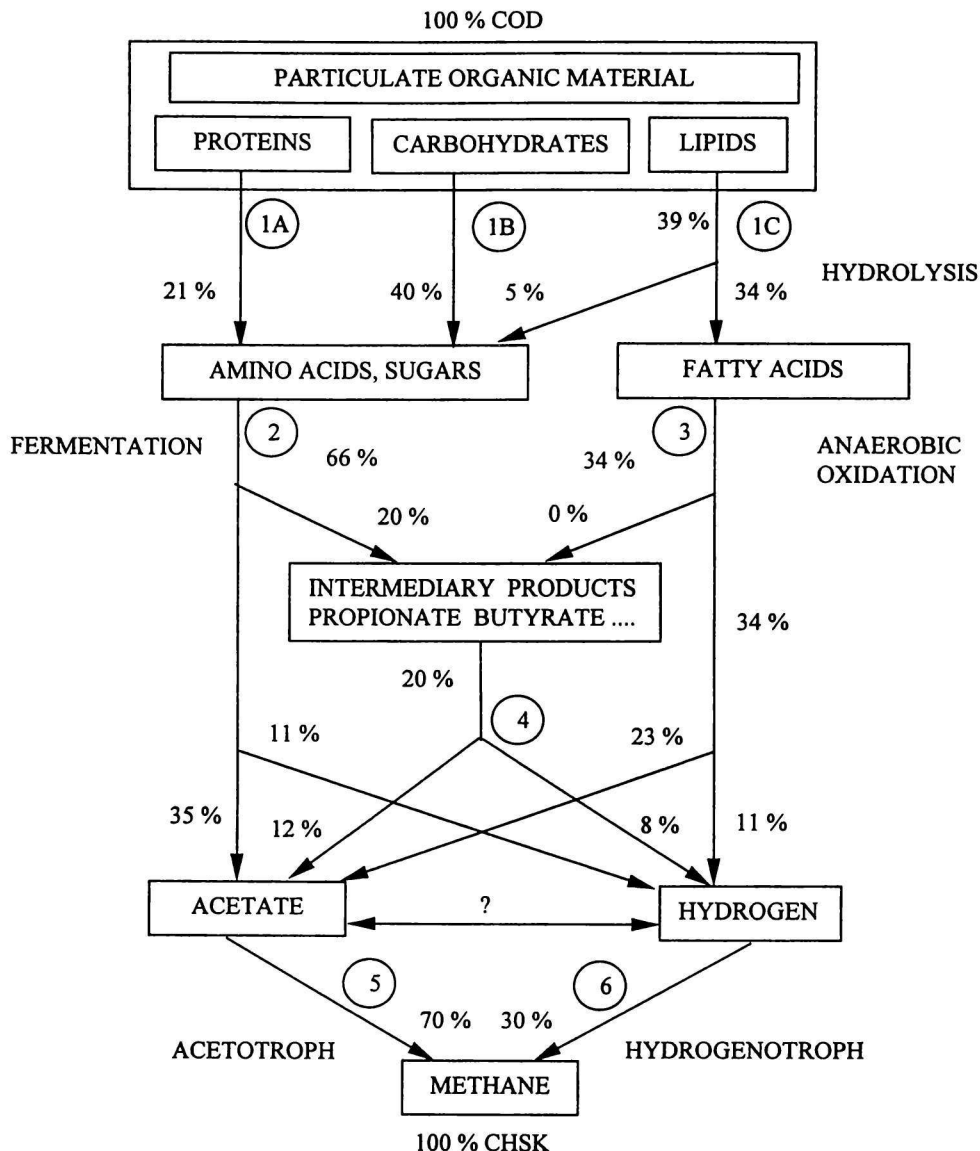 100 % COD
PARTICULATE ORGANIC MATERIAL
PROTEINS
CARBOHYDRATES
LIPIDS
1A
1B
39 %
1C
HYDROLYSIS
21 %
40 %
5 %
34 %
AMINO ACIDS, SUGARS
FATTY ACIDS
FERMENTATION
2
3
ANAEROBIC
OXIDATION
66 %
34 %
20 %
0 %
INTERMEDIARY PRODUCTS
PROPIONATE BUTYRATE ....
34 %
20 %
4
11 %
23 %
35 %
12 %
8 %
11 %
ACETATE
?
HYDROGEN
5
6
70 %
30 %
ACETOTROPH
HYDROGENOTROPH
METHANE
100 % CHSK